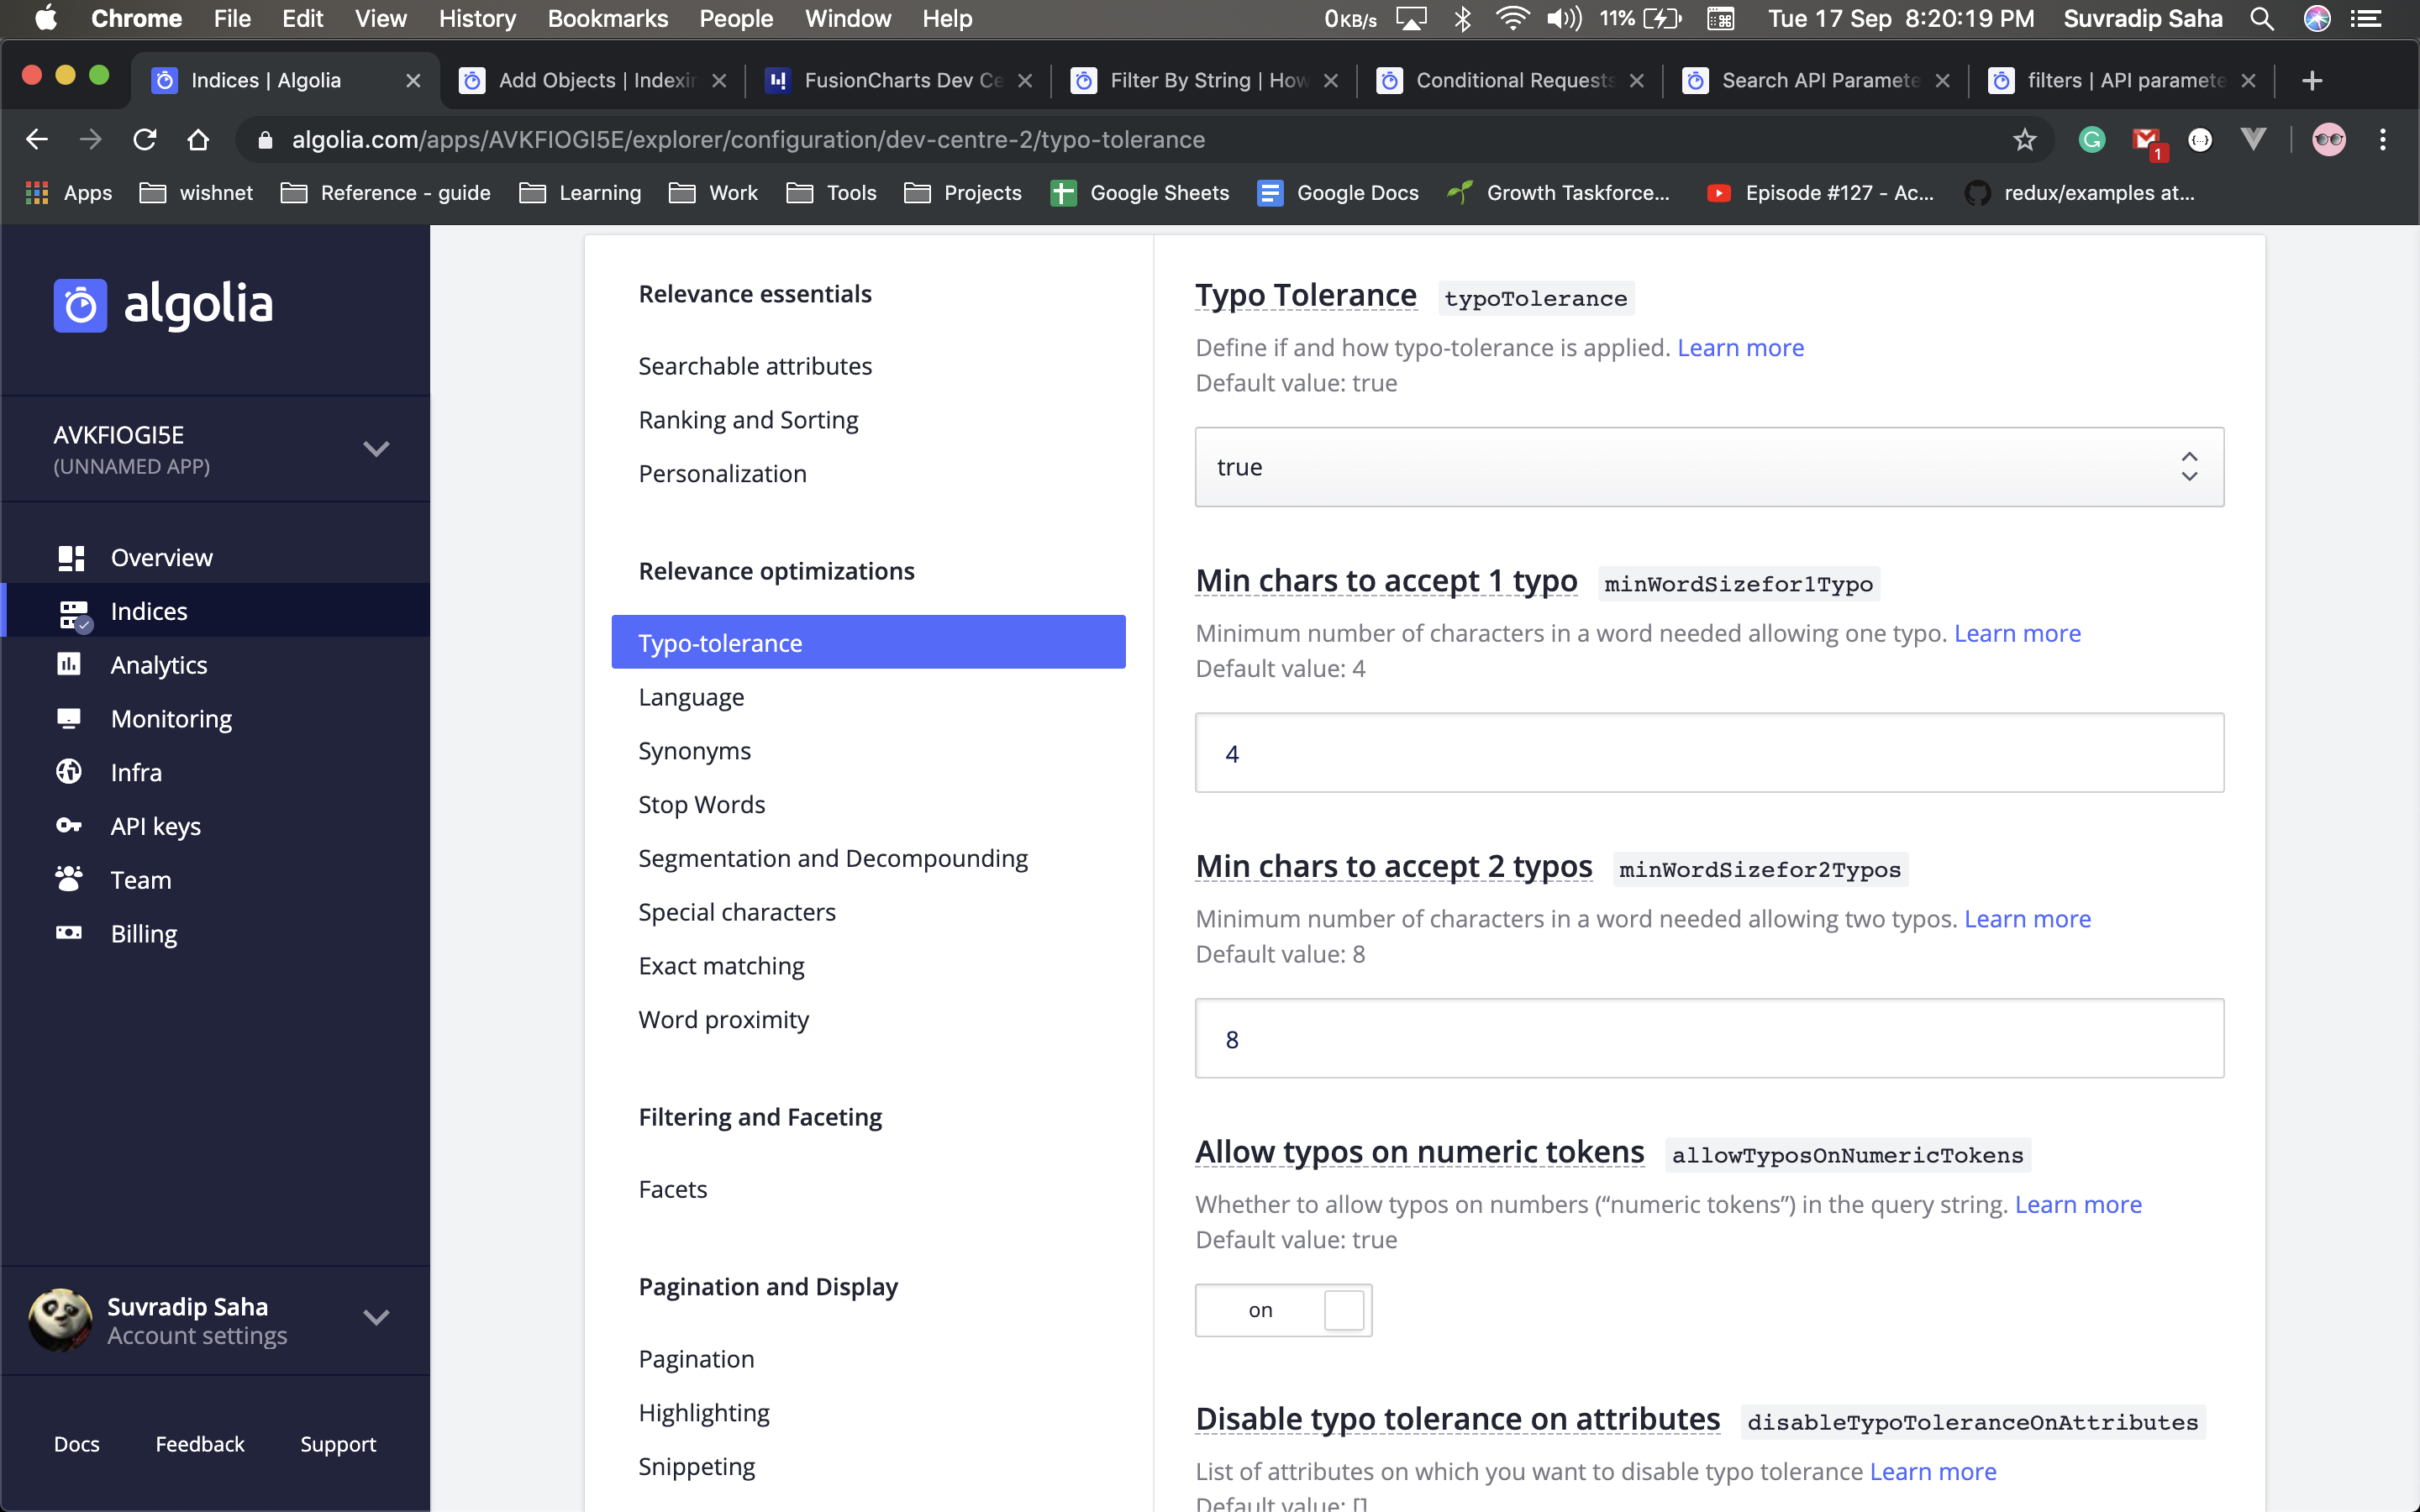 Chrome File Edit View History Bookmarks People Window Help 0KB/s 11% Tue 17 Sep 8:20:19 PM Suvradip Saha
Indices | Algolia Add Objects | Indexin FusionCharts Dev Ce Filter By String | How Conditional Requests Search API Paramete filters | API paramete
algolia.com/apps/AVKFIOGI5E/explorer/configuration/dev-centre-2/typo-tolerance 1
Apps wishnet Reference - guide Learning Work Tools Projects Google Sheets Google Docs Growth Taskforce... Episode #127 - Ac... redux/examples at...
algolia
AVKFIOGI5E
(UNNAMED APP)
Overview
Indices
Analytics
Monitoring
Infra
API keys
Team
Billing
Suvradip Saha
Account settings
Docs Feedback Support
Relevance essentials
Searchable attributes
Ranking and Sorting
Personalization
Relevance optimizations
Typo-tolerance
Language
Synonyms
Stop Words
Segmentation and Decompounding
Special characters
Exact matching
Word proximity
Filtering and Faceting
Facets
Pagination and Display
Pagination
Highlighting
Snippeting
Typo Tolerance typoTolerance
Define if and how typo-tolerance is applied. Learn more
Default value: true
true
Min chars to accept 1 typo minWordSizefor1Typo
Minimum number of characters in a word needed allowing one typo. Learn more
Default value: 4
4
Min chars to accept 2 typos minWordSizefor2Typos
Minimum number of characters in a word needed allowing two typos. Learn more
Default value: 8
8
Allow typos on numeric tokens allowTyposOnNumericTokens
Whether to allow typos on numbers (“numeric tokens”) in the query string. Learn more
Default value: true
on
Disable typo tolerance on attributes disableTypoToleranceOnAttributes
List of attributes on which you want to disable typo tolerance Learn more
Default value: []